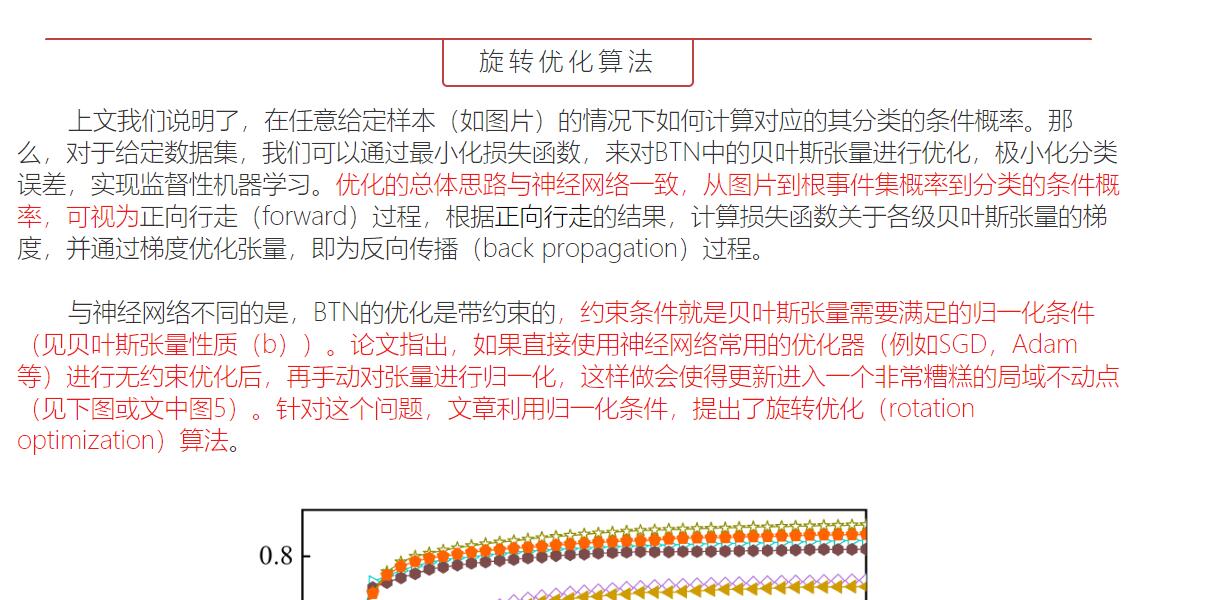 旋转优化算法
上文我们说明了，在任意给定样本（如图片）的情况下如何计算对应的其分类的条件概率。那
么，对于给定数据集，我们可以通过最小化损失函数，来对BTN中的贝叶斯张量进行优化，极小化分类
误差，实现监督性机器学习。优化的总体思路与神经网络一致，从图片到根事件集概率到分类的条件概
率，可视为正向行走（forward）过程，根据正向行走的结果，计算损失函数关于各级贝叶斯张量的梯
度，并通过梯度优化张量，即为反向传播（back propagation）过程。
与神经网络不同的是，BTN的优化是带约束的，约束条件就是贝叶斯张量需要满足的归一化条件
（见贝叶斯张量性质（b））。论文指出，如果直接使用神经网络常用的优化器（例如SGD，Adam
等）进行无约束优化后，再手动对张量进行归一化，这样做会使得更新进入一个非常糟糕的局域不动点
（见下图或文中图5）。针对这个问题，文章利用归一化条件，提出了旋转优化（rotation
optimization）算法。
0.8